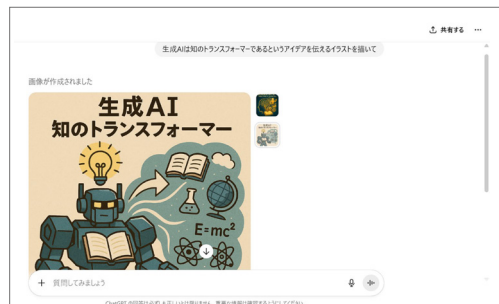 共有する
生成AIは知のトランスフォーマーであるというアイデアを伝えるイラストを描いて
画像が作成されました
生成AI
知のトランスフォーマー
E=mc²
質問してみましょう